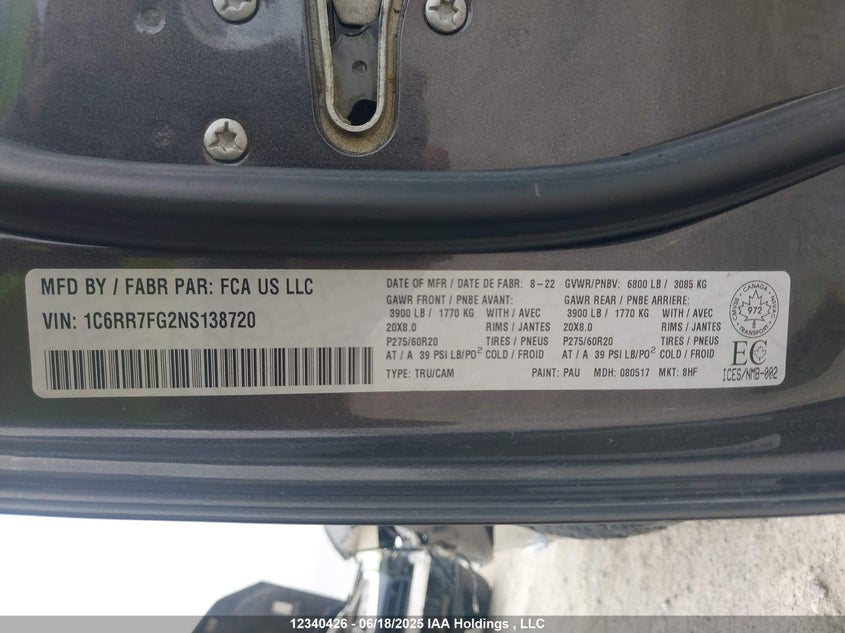 MFD BY / FABR PAR: FCA US LLC
VIN: 1C6RR7FG2NS138720
DATE OF MFR / DATE DE FABR: 8-22 GVWR/PNBV: 6800 LB / 3085 KG
GAWR FRONT / PNBE AVANT: GAWR REAR / PNBE ARRIERE:
3900 LB / 1770 KG WITH / AVEC 3900 LB / 1770 KG WITH / AVEC
20X8.0 RIMS / JANTES 20X8.0 RIMS / JANTES
P275/60R20 TIRES / PNEUS P275/60R20 TIRES / PNEUS
AT / A 39 PSI LB/PO² COLD / FROID AT / A 39 PSI LB/PO² COLD / FROID
TYPE: TRU/CAM PAINT: PAU MDH: 080517 MKT: 8HF
CANADA
CMVSS NSVAC
972
TRANSPORT
EC
ICES/NMB-002
12340426 - 06/18/2025 IAA Holdings , LLC